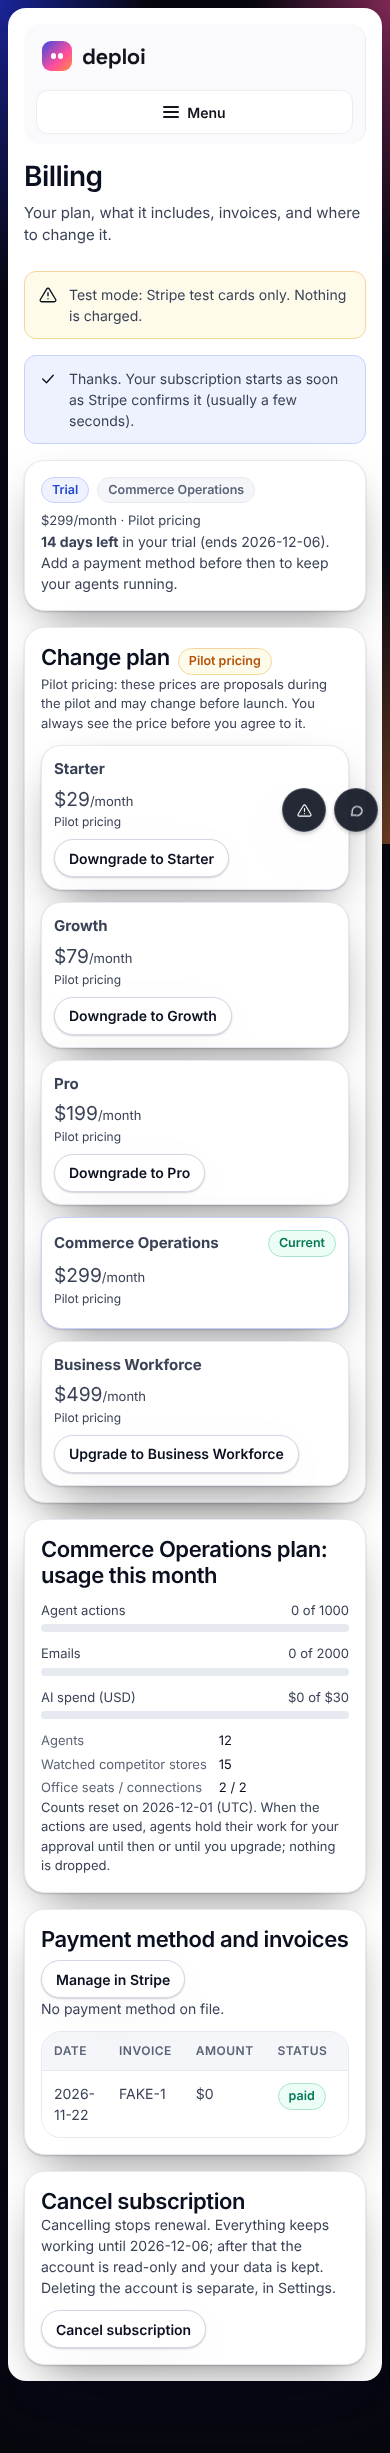 deploi
Menu
Billing
Your plan, what it includes, invoices, and where
to change it.
Test mode: Stripe test cards only. Nothing
is charged.
Thanks. Your subscription starts as soon
as Stripe confirms it (usually a few
seconds).
Trial Commerce Operations
$299/month · Pilot pricing
14 days left in your trial (ends 2026-12-06).
Add a payment method before then to keep
your agents running.
Change plan Pilot pricing
Pilot pricing: these prices are proposals during
the pilot and may change before launch. You
always see the price before you agree to it.
Starter
$29/month
Pilot pricing
Downgrade to Starter
Growth
$79/month
Pilot pricing
Downgrade to Growth
Pro
$199/month
Pilot pricing
Downgrade to Pro
Commerce Operations Current
$299/month
Pilot pricing
Business Workforce
$499/month
Pilot pricing
Upgrade to Business Workforce
Commerce Operations plan:
usage this month
Agent actions 0 of 1000
Emails 0 of 2000
AI spend (USD) $0 of $30
Agents 12
Watched competitor stores 15
Office seats / connections 2 / 2
Counts reset on 2026-12-01 (UTC). When the
actions are used, agents hold their work for your
approval until then or until you upgrade; nothing
is dropped.
Payment method and invoices
Manage in Stripe
No payment method on file.
DATE INVOICE AMOUNT STATUS
2026- FAKE-1 $0 paid
11-22
Cancel subscription
Cancelling stops renewal. Everything keeps
working until 2026-12-06; after that the
account is read-only and your data is kept.
Deleting the account is separate, in Settings.
Cancel subscription